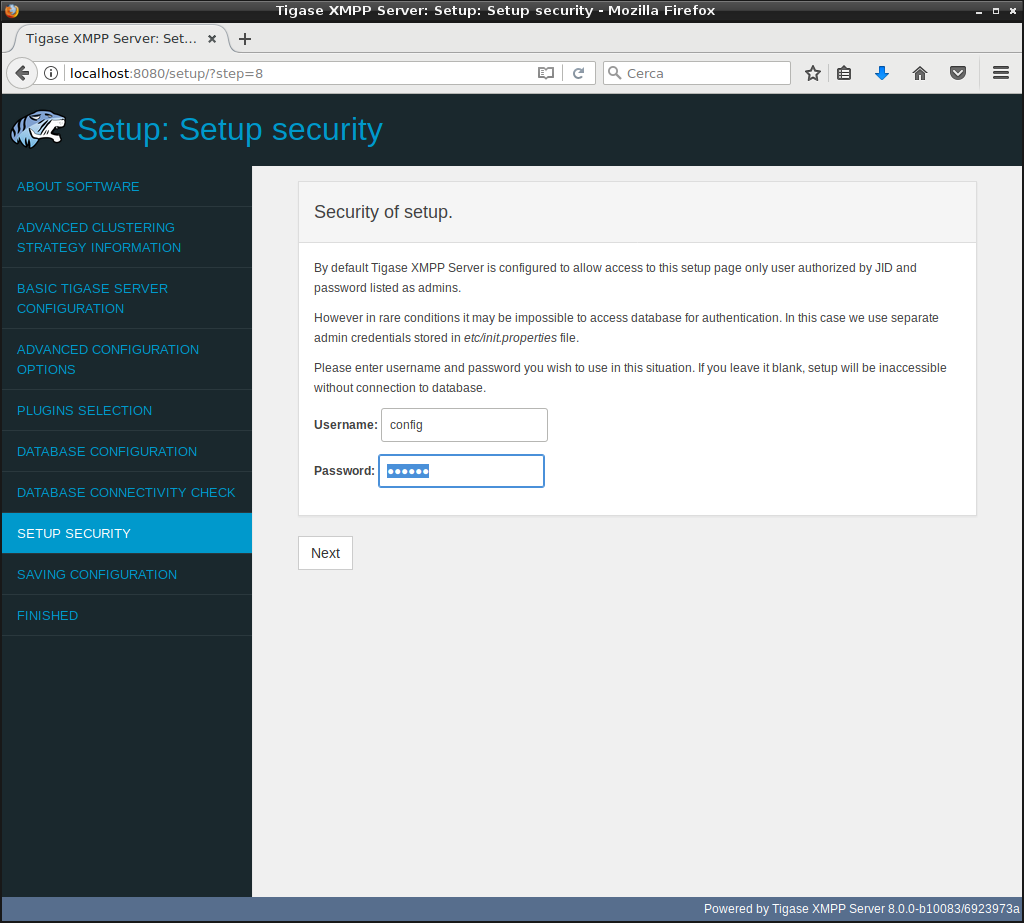 Tigase XMPP Server: Setup: Setup security - Mozilla Firefox
Tigase XMPP Server: Set...
localhost:8080/setup/?step=8
Cerca
Setup: Setup security
ABOUT SOFTWARE
ADVANCED CLUSTERING
STRATEGY INFORMATION
BASIC TIGASE SERVER
CONFIGURATION
ADVANCED CONFIGURATION
OPTIONS
PLUGINS SELECTION
DATABASE CONFIGURATION
DATABASE CONNECTIVITY CHECK
SETUP SECURITY
SAVING CONFIGURATION
FINISHED
Security of setup.
By default Tigase XMPP Server is configured to allow access to this setup page only user authorized by JID and
password listed as admins.
However in rare conditions it may be impossible to access database for authentication. In this case we use separate
admin credentials stored in etc/init.properties file.
Please enter username and password you wish to use in this situation. If you leave it blank, setup will be inaccessible
without connection to database.
Username: config
Password: ●●●●●●
Next
Powered by Tigase XMPP Server 8.0.0-b10083/6923973a